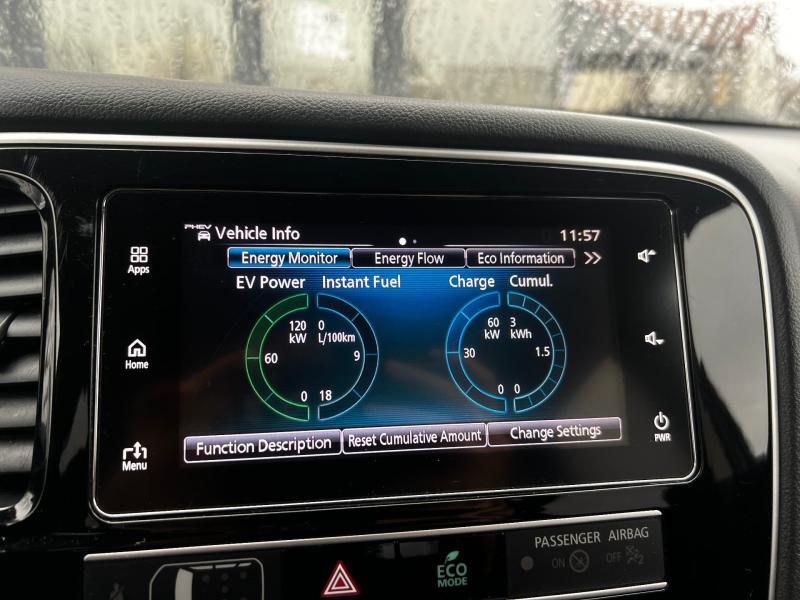 PHEV Vehicle Info 11:57
Apps
Energy Monitor Energy Flow Eco Information >>
EV Power Instant Fuel Charge Cumul.
120 0 60 3
kW L/100km kW kWh
60 9 30 1.5
0 18 0 0
Home
Function Description Reset Cumulative Amount Change Settings
Menu
PWR
PASSENGER AIRBAG
ON OFF
ECO
MODE